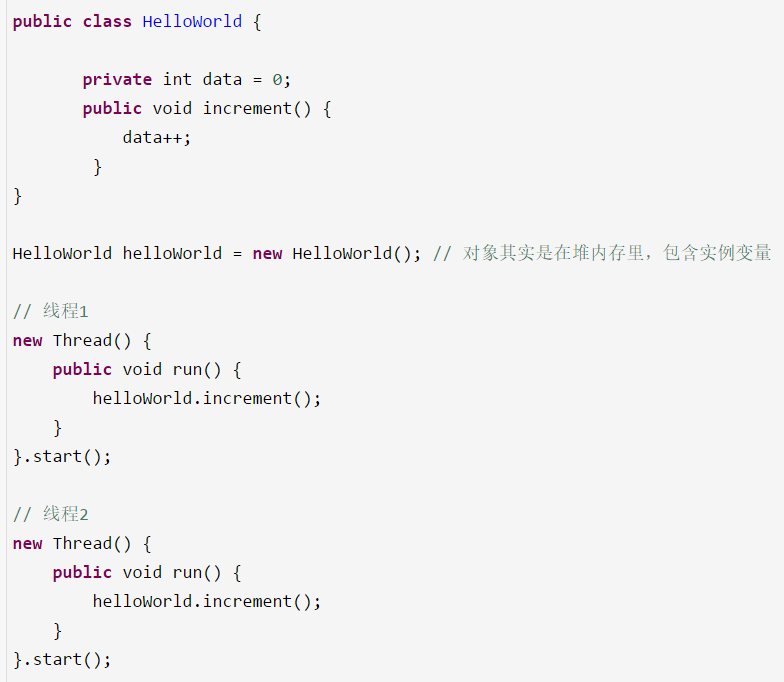 public class HelloWorld {
private int data = 0;
public void increment() {
data++;
}
}
HelloWorld helloWorld = new HelloWorld(); // 对象其实是在堆内存里，包含实例变量
// 线程1
new Thread() {
public void run() {
helloWorld.increment();
}
}.start();
// 线程2
new Thread() {
public void run() {
helloWorld.increment();
}
}.start();